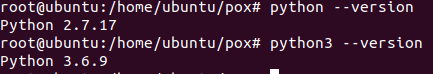 root@ubuntu:/home/ubuntu/pox# python --version
Python 2.7.17
root@ubuntu:/home/ubuntu/pox# python3 --version
Python 3.6.9